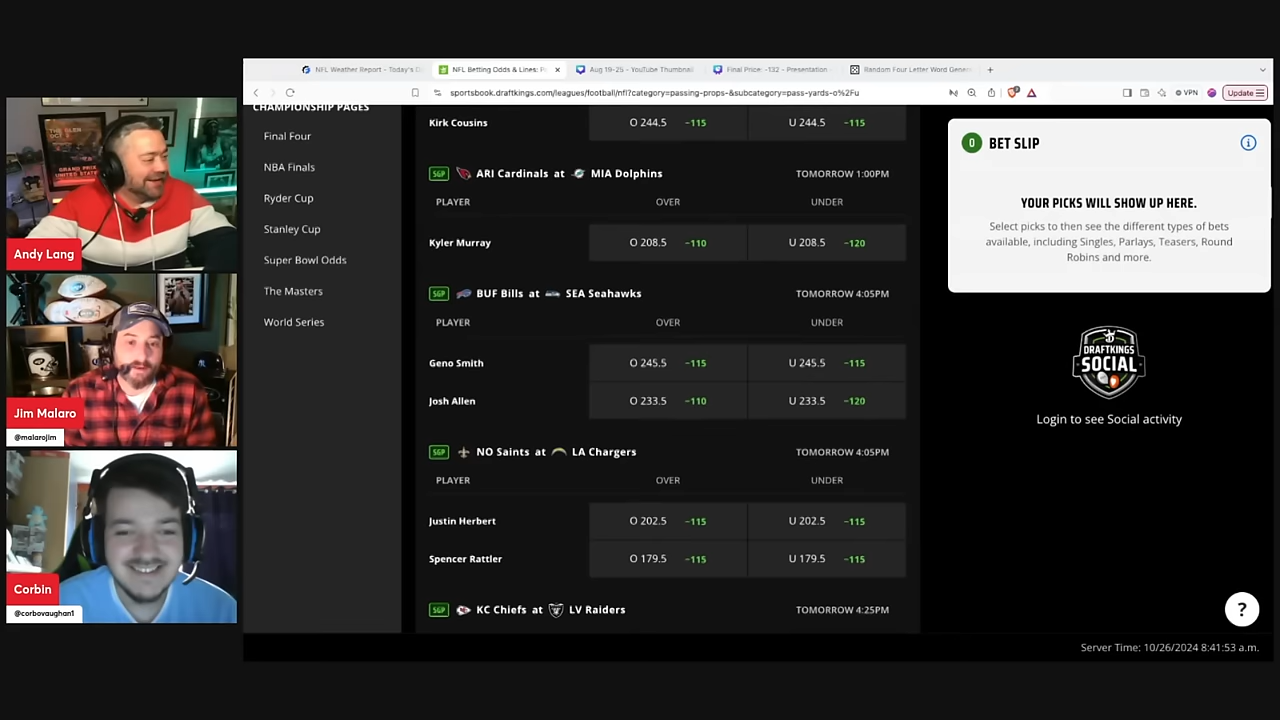 NFL Weather Report - Today's
NFL Betting Odds & Lines: P
Aug 19-25 - YouTube Thumbnail
Final Price: -132 - Presentation
Random Four Letter Word Gener
sportsbook.draftkings.com/leagues/football/nfl?category=passing-props-&subcategory=pass-yards-o%2Fu
VPN
Update
CHAMPIONSHIP PAGES
Final Four
NBA Finals
Ryder Cup
Stanley Cup
Super Bowl Odds
The Masters
World Series
Kirk Cousins O 244.5 -115 U 244.5 -115
SGP ARI Cardinals at MIA Dolphins TOMORROW 1:00PM
PLAYER OVER UNDER
Kyler Murray O 208.5 -110 U 208.5 -120
SGP BUF Bills at SEA Seahawks TOMORROW 4:05PM
PLAYER OVER UNDER
Geno Smith O 245.5 -115 U 245.5 -115
Josh Allen O 233.5 -110 U 233.5 -120
SGP NO Saints at LA Chargers TOMORROW 4:05PM
PLAYER OVER UNDER
Justin Herbert O 202.5 -115 U 202.5 -115
Spencer Rattler O 179.5 -115 U 179.5 -115
SGP KC Chiefs at LV Raiders TOMORROW 4:25PM
0 BET SLIP
YOUR PICKS WILL SHOW UP HERE.
Select picks to then see the different types of bets
available, including Singles, Parlays, Teasers, Round
Robins and more.
DRAFTKINGS
SOCIAL
Login to see Social activity
?
Server Time: 10/26/2024 8:41:53 a.m.
GRAND PRIX
UNITED STATES
Andy Lang
Jim Malaro
@malarojim
Corbin
@corbovaughan1